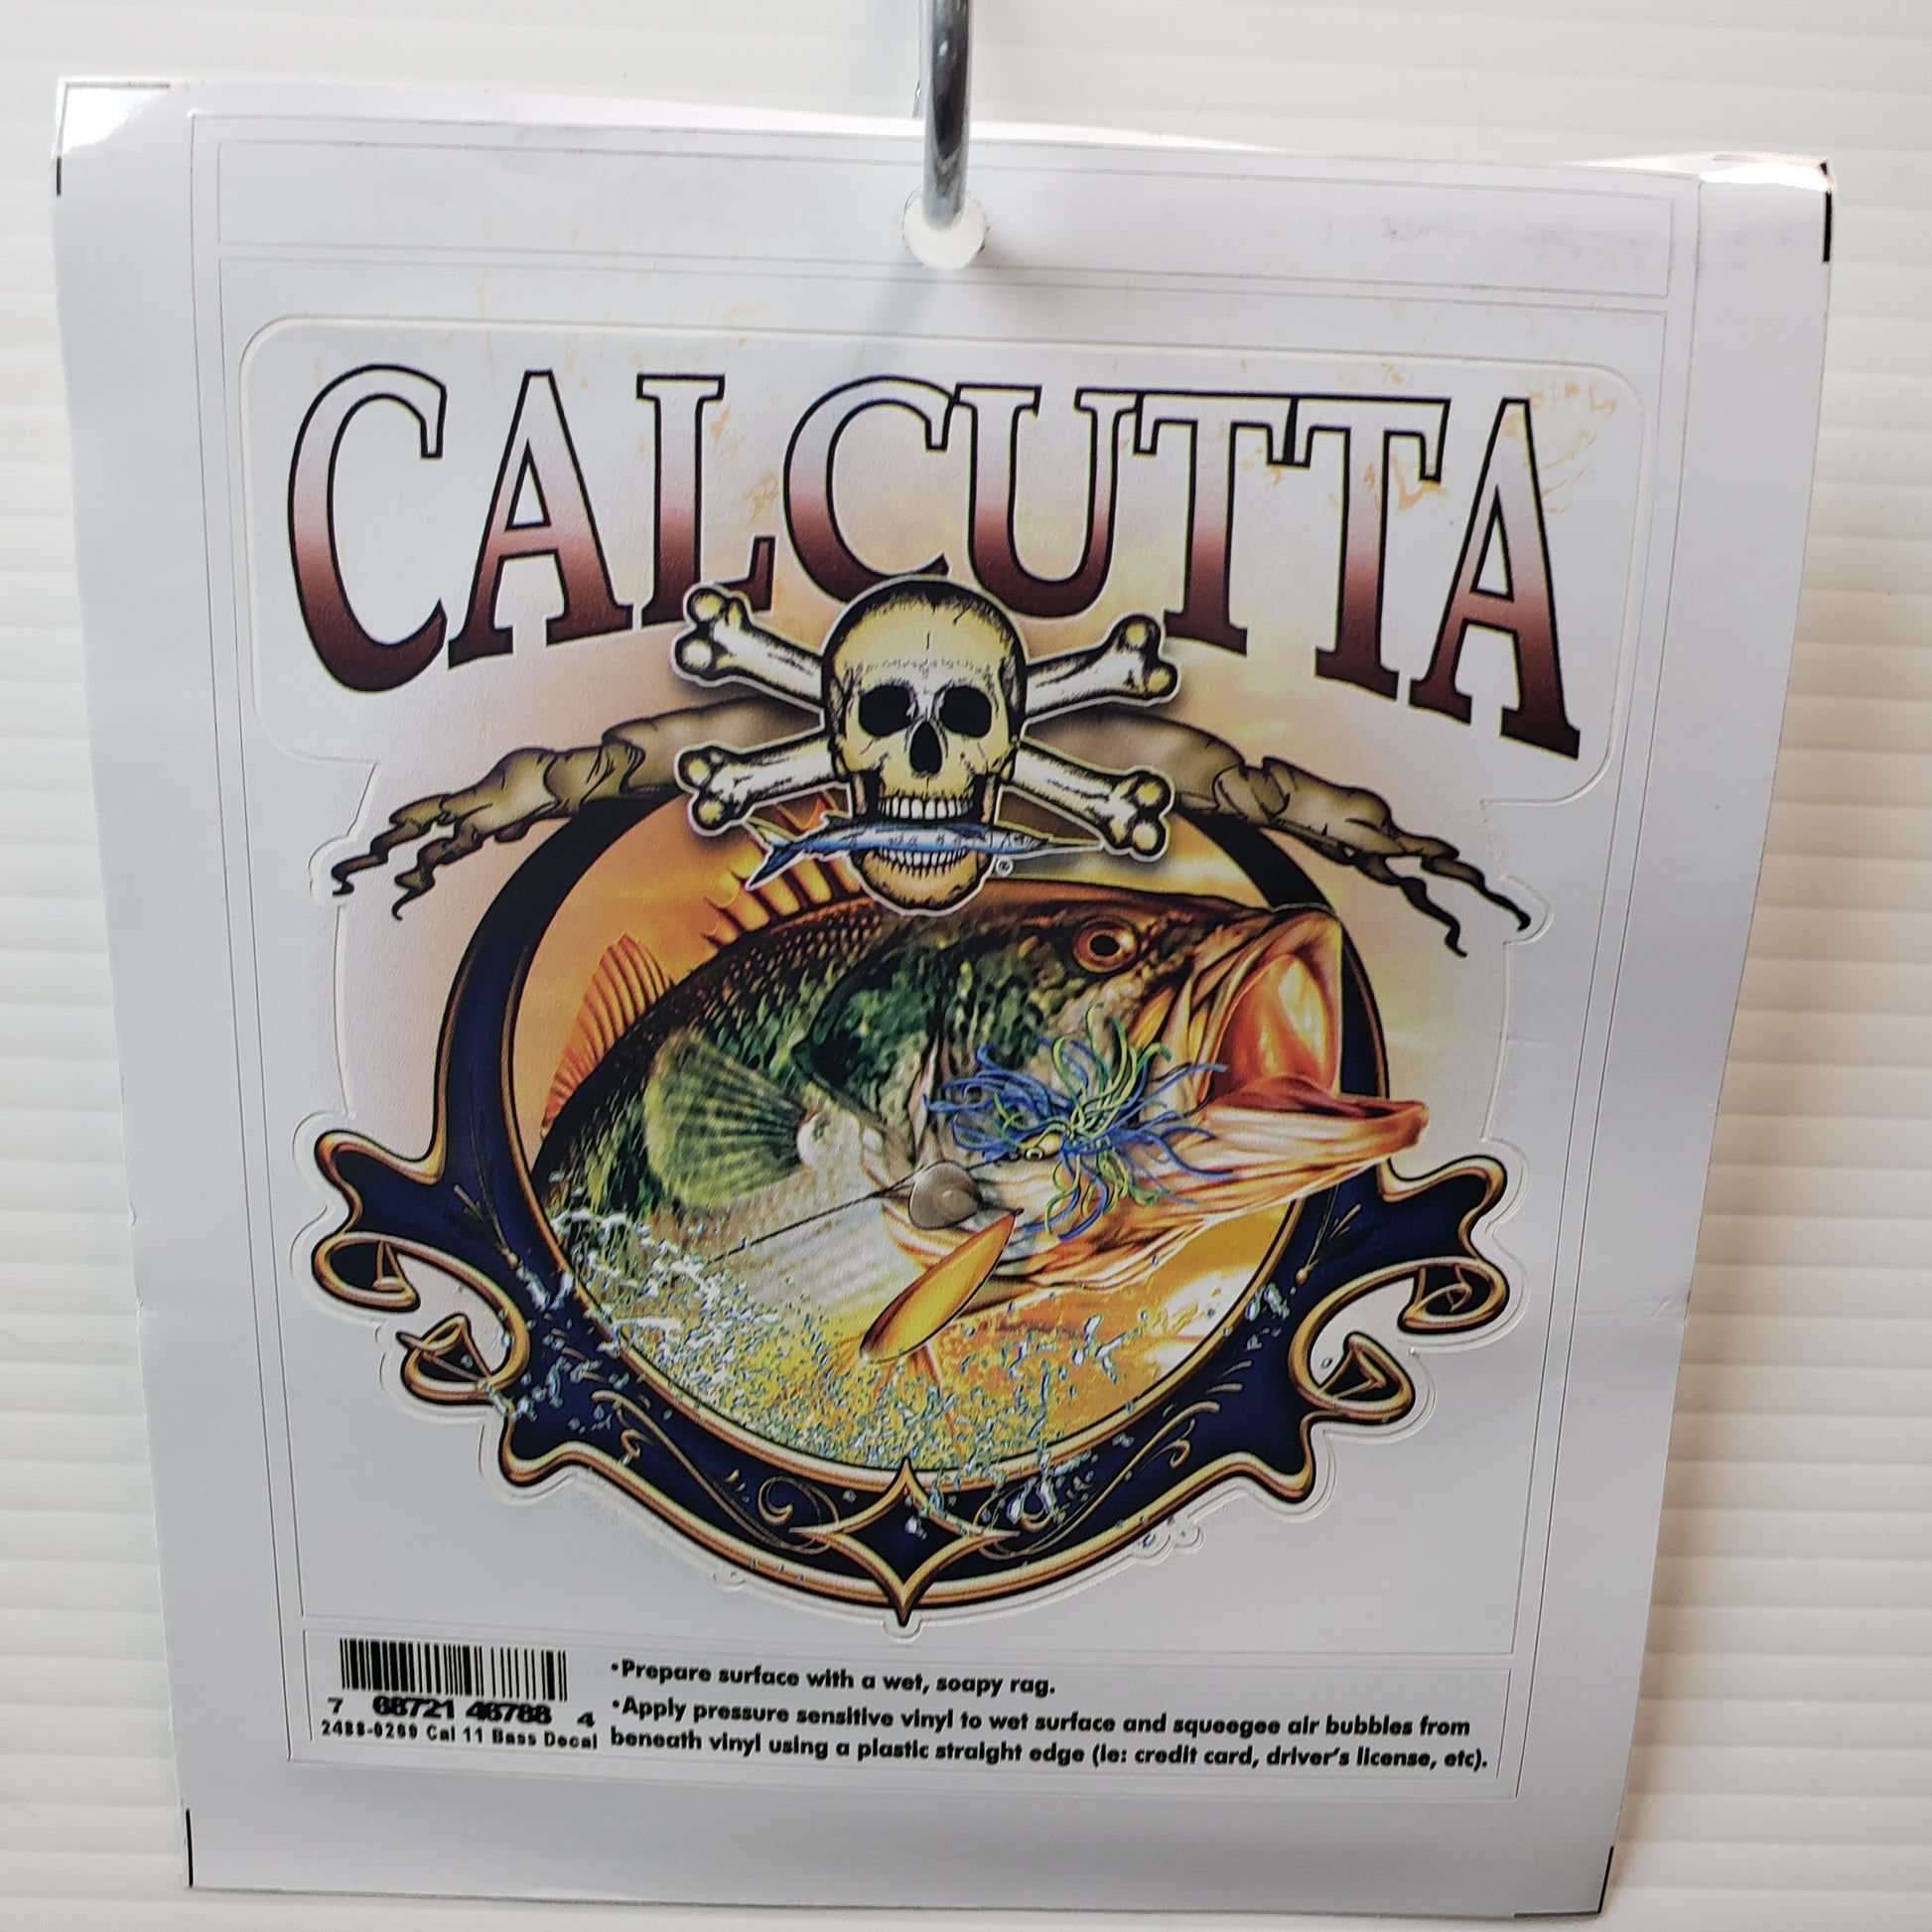 CALCUTTA
®
•Prepare surface with a wet, soapy rag.
•Apply pressure sensitive vinyl to wet surface and squeegee air bubbles from
beneath vinyl using a plastic straight edge (ie: credit card, driver's license, etc).
7 68721 46788 4
2488-0269 Cal 11 Bass Decal